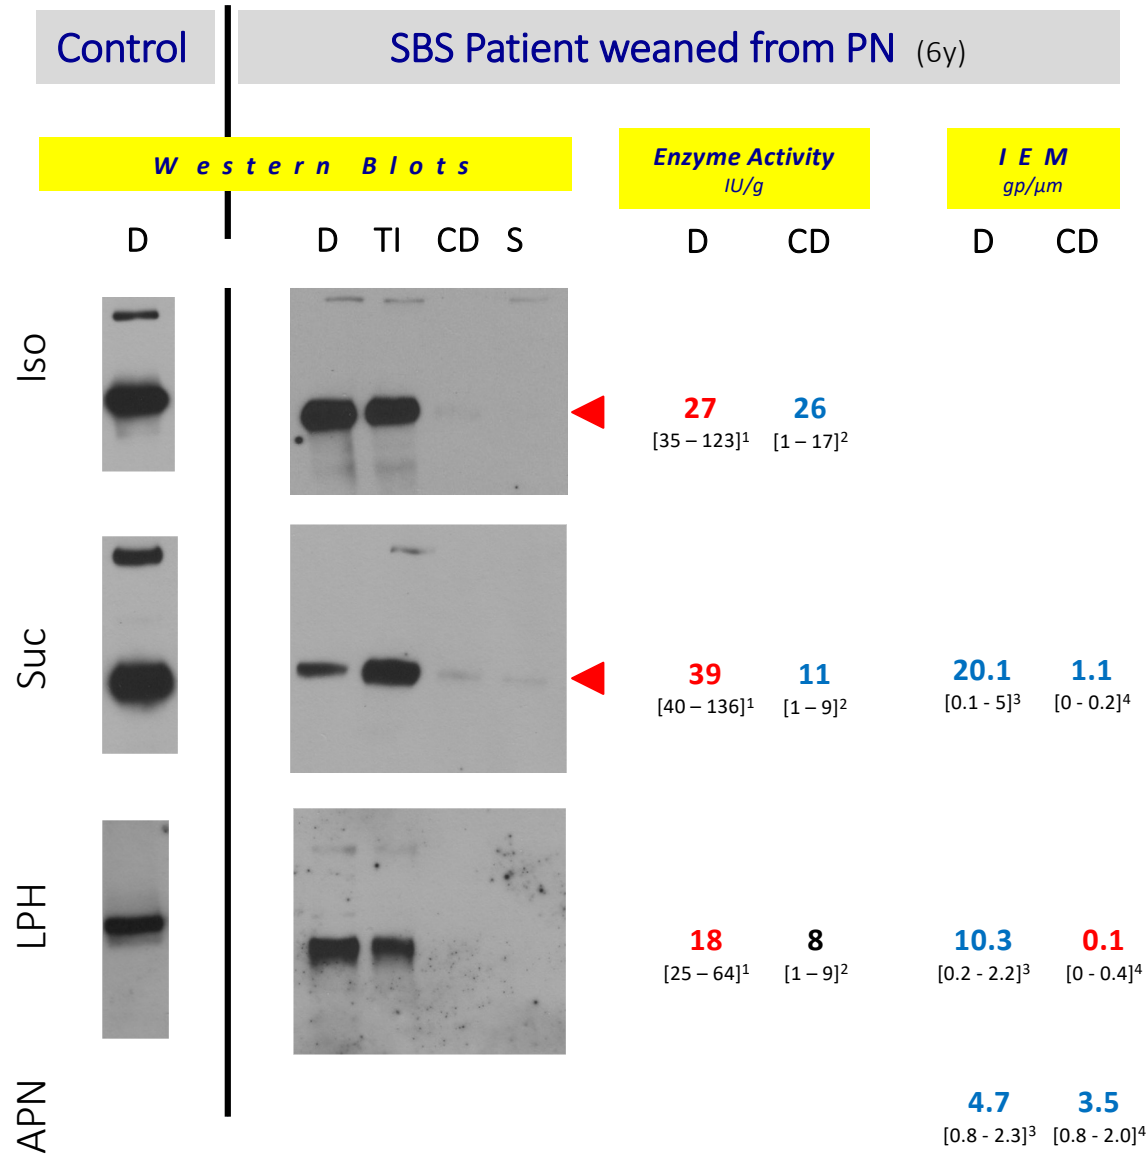 Control
SBS Patient weaned from PN (6y)
Western Blots
Enzyme Activity
IU/g
IEM
gp/µm
D
D TI CD S
D CD
D CD
Iso
27 26
[35 – 123]¹ [1 – 17]²
Suc
39 11
[40 – 136]¹ [1 – 9]²
20.1 1.1
[0.1 - 5]³ [0 - 0.2]⁴
LPH
18 8
[25 – 64]¹ [1 – 9]²
10.3 0.1
[0.2 - 2.2]³ [0 - 0.4]⁴
APN
4.7 3.5
[0.8 - 2.3]³ [0.8 - 2.0]⁴